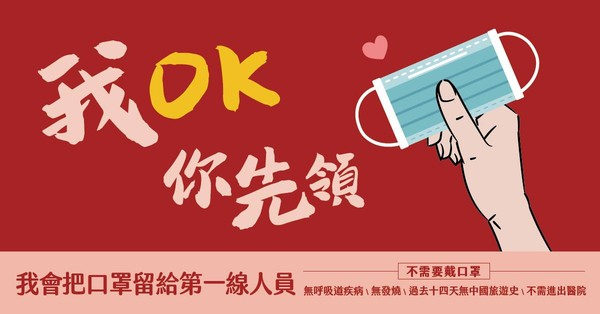 我OK
你先領
我會把口罩留給第一線人員
不需要戴口罩
無呼吸道疾病 \ 無發燒 \ 過去十四天無中國旅遊史 \ 不需進出醫院